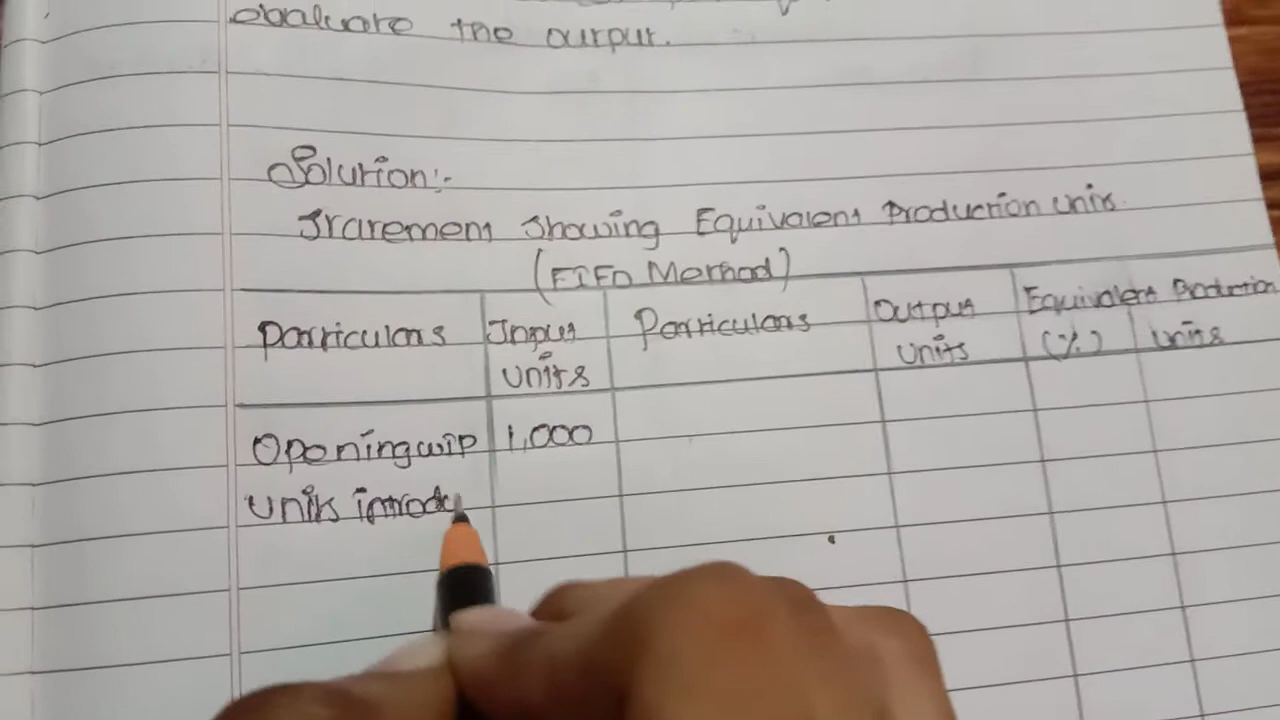 evaluate the output.
Solution:-
Statement Showing Equivalent Production units
(FIFO Method)
Particulars Input units Particulars Output units Equivalent Production (%) units
Opening wip 1,000
units introdu